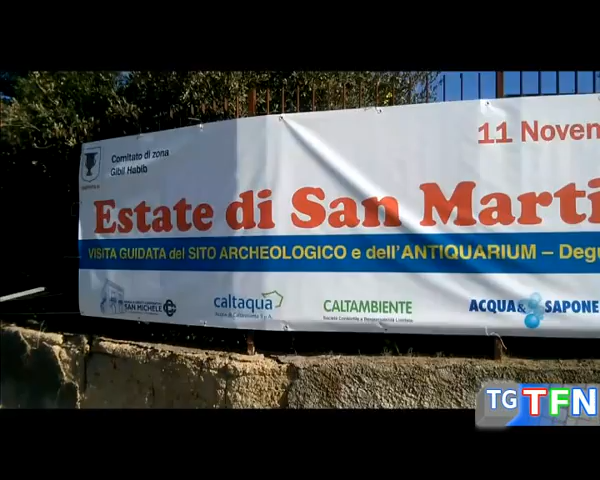 Comitato di zona
Gibil Habib
11 Novem
Estate di San Marti
VISITA GUIDATA del SITO ARCHEOLOGICO e dell'ANTIQUARIUM – Degu
SAN MICHELE
caltaqua
CALTAMBIENTE
ACQUA & SAPONE
TG TFN